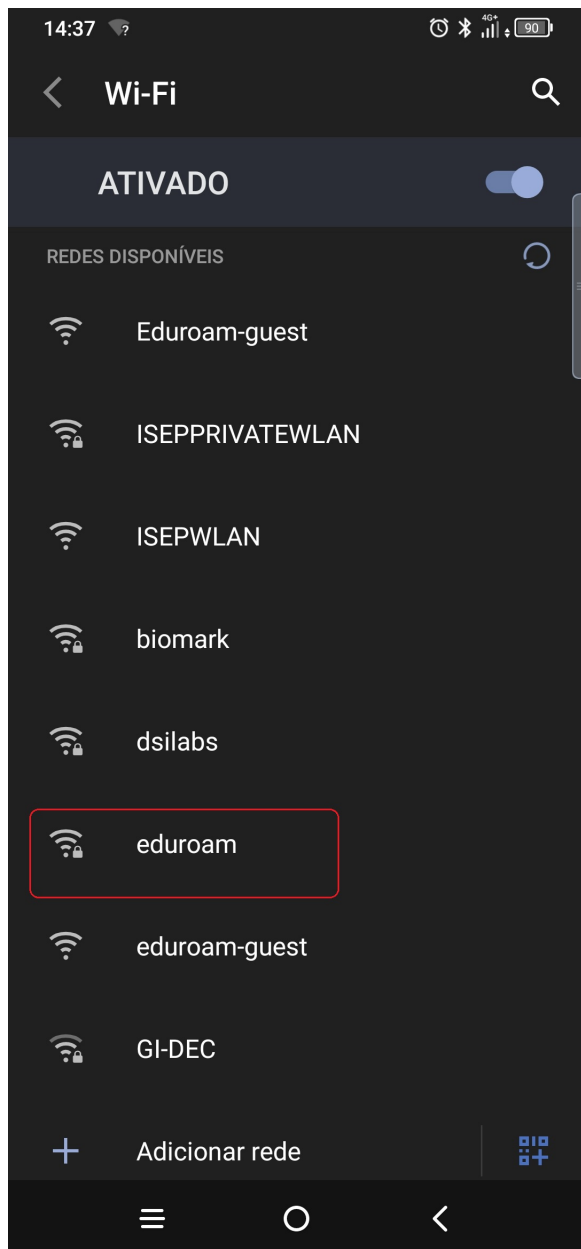 14:37
4G+
90
Wi-Fi
ATIVADO
REDES DISPONÍVEIS
Eduroam-guest
ISEPPRIVATEWLAN
ISEPWLAN
biomark
dsilabs
eduroam
eduroam-guest
GI-DEC
Adicionar rede